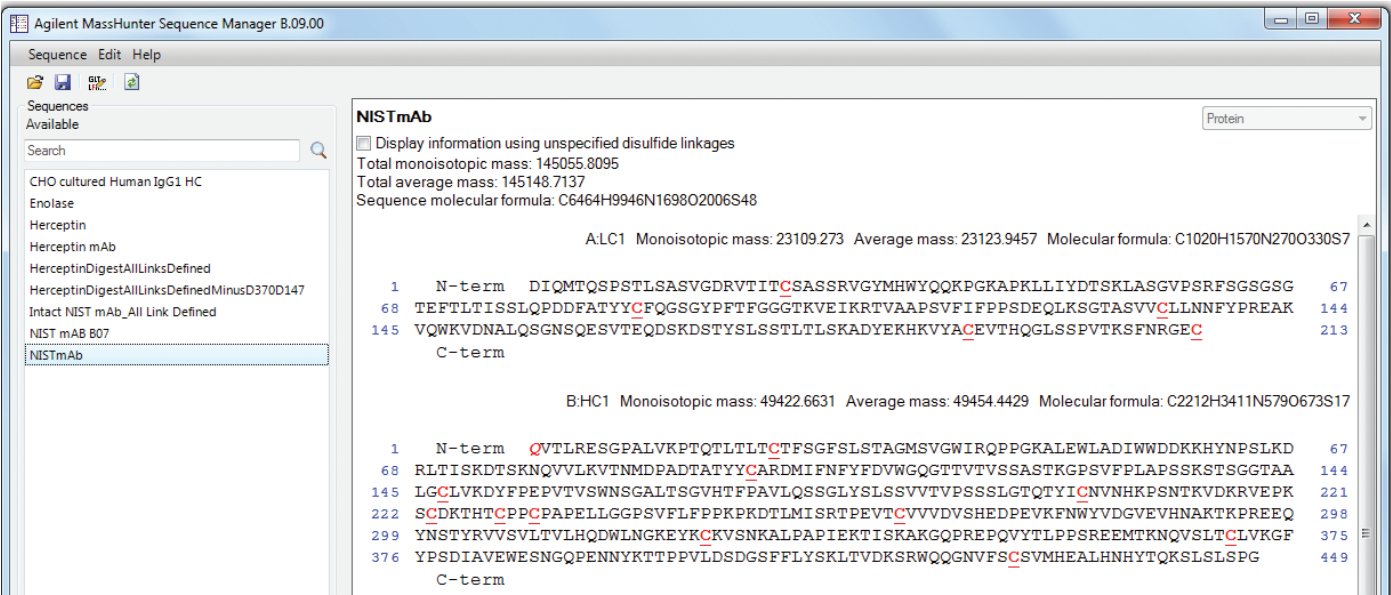 Agilent MassHunter Sequence Manager B.09.00
Sequence Edit Help
Sequences
Available
Search
CHO cultured Human IgG1 HC
Enolase
Herceptin
Herceptin mAb
HerceptinDigestAllLinksDefined
HerceptinDigestAllLinksDefinedMinusD370D147
Intact NIST mAb_All Link Defined
NIST mAB B07
NISTmAb
NISTmAb
Protein
Display information using unspecified disulfide linkages
Total monoisotopic mass: 145055.8095
Total average mass: 145148.7137
Sequence molecular formula: C6464H9946N1698O2006S48
A:LC1 Monoisotopic mass: 23109.273 Average mass: 23123.9457 Molecular formula: C1020H1570N270O330S7
1 N-term DIQMTQSPSTLSASVGDRVTITCSASSRVGYMHWYQQKPGKAPKLLIYDTSKLASGVPSRFSGSGSG 67
68 TEFTLTISSLQPDDFATYYCFQGSGYPFTFGGGTKVEIKRTVAAPSVFIFPPSDEQLKSGTASVVCLLNNFYPREAK 144
145 VQWKVDNALQSGNSQESVTEQDSKDSTYSLSSTLTLSKADYEKHKVYACEVTHQGLSSPVTKSFNRGEC 213
C-term
B:HC1 Monoisotopic mass: 49422.6631 Average mass: 49454.4429 Molecular formula: C2212H3411N579O673S17
1 N-term QVTLRESGPALVKPTQTLTLTCTFSGFSLSTAGMSVGWIRQPPGKALEWLADIWWDDKKHYNPSLKD 67
68 RLTISKDTSKNQVVLKVTNMDPADTATYYCARDMIFNFYFDVWGQGTTVTVSSASTKGPSVFPLAPSSKSTSGGTAA 144
145 LGCLVKDYFPEPVTVSWNSGALTSGVHTFPAVLQSSGLYSLSSVVTVPSSSLGTQTYICNVNHKPSNTKVDKRVEPK 221
222 SCDKTHTCPPCPAPELLGGPSVFLFPPKPKDTLMISRTPEVTCVVVDVSHEDPEVKFNWYVDGVEVHNAKTKPREEQ 298
299 YNSTYRVVSVLTVLHQDWLNGKEYKCKVSNKALPAPIEKTISKAKGQPREPQVYTLPPSREEMTKNQVSLTCLVKGF 375
376 YPSDIAVEWESNGQPENNYKTTPPVLDSDGSFFLYSKLTVDKSRWQQGNVFSCSVMHEALHNHYTQKSLSLSPG 449
C-term